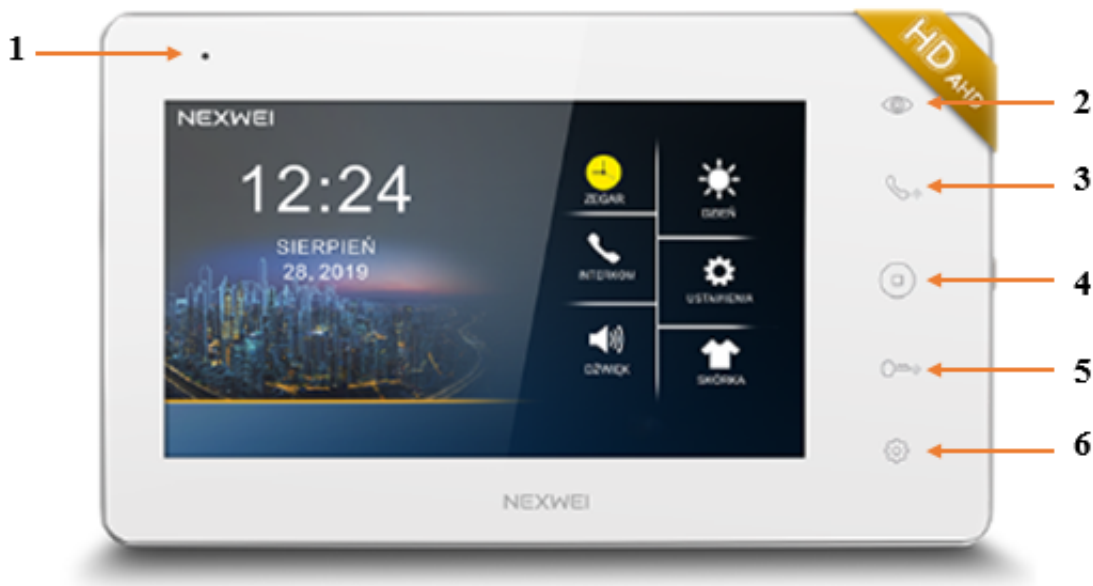 1
HD
AHD
2
NEXWEI
12:24
SIERPIEŃ
28, 2019
ZEGAR
DZIEŃ
3
INTERKOM
USTAWIENIA
4
DŹWIĘK
SKÓRKA
5
6
NEXWEI